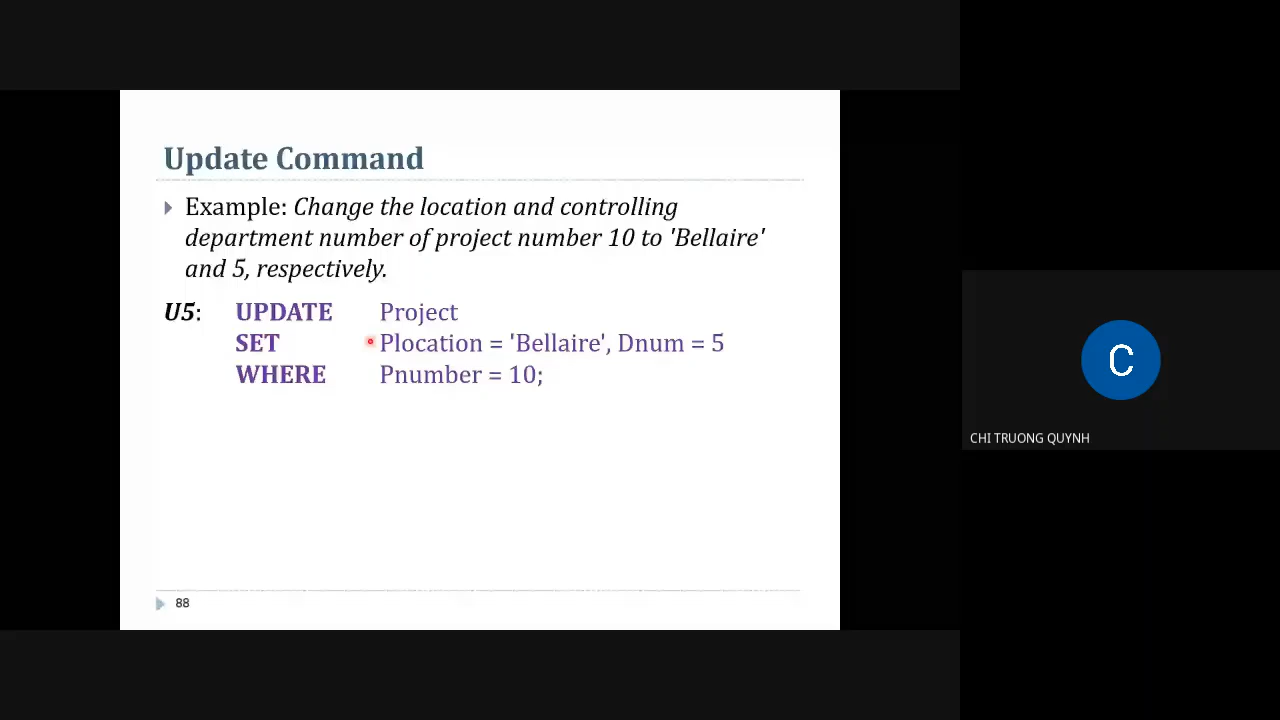 Update Command
Example: Change the location and controlling
department number of project number 10 to 'Bellaire'
and 5, respectively.
U5: UPDATE Project
SET Plocation = 'Bellaire', Dnum = 5
WHERE Pnumber = 10;
88
C
CHI TRUONG QUYNH